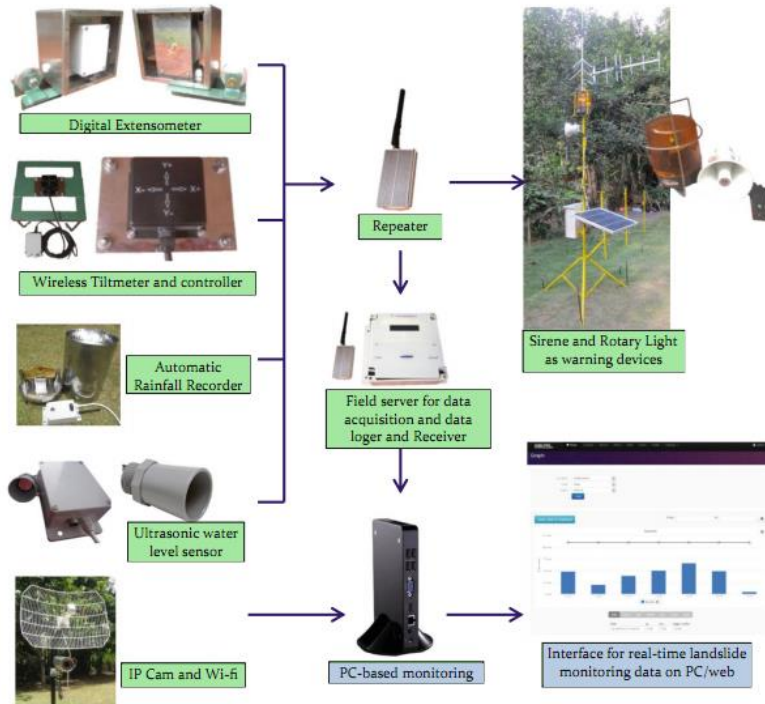 Digital Extensometer
Y+
X- X+
Y-
Wireless Tiltmeter and controller
Repeater
Automatic
Rainfall Recorder
Sirene and Rotary Light
as warning devices
Field server for data
acquisition and data
loger and Receiver
Ultrasonic water
level sensor
IP Cam and Wi-fi
PC-based monitoring
Interface for real-time landslide
monitoring data on PC/web